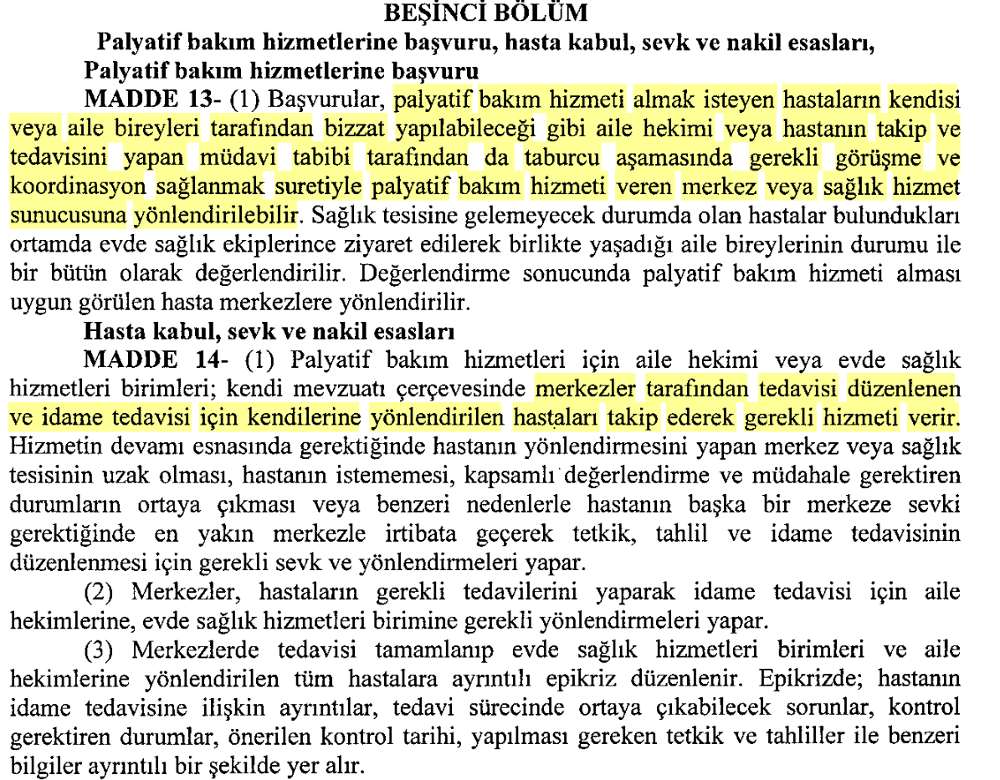 BEŞİNCİ BÖLÜM
Palyatif bakım hizmetlerine başvuru, hasta kabul, sevk ve nakil esasları,
Palyatif bakım hizmetlerine başvuru
MADDE 13- (1) Başvurular, palyatif bakım hizmeti almak isteyen hastaların kendisi
veya aile bireyleri tarafından bizzat yapılabileceği gibi aile hekimi veya hastanın takip ve
tedavisini yapan müdavi tabibi tarafından da taburcu aşamasında gerekli görüşme ve
koordinasyon sağlanmak suretiyle palyatif bakım hizmeti veren merkez veya sağlık hizmet
sunucusuna yönlendirilebilir. Sağlık tesisine gelemeyecek durumda olan hastalar bulundukları
ortamda evde sağlık ekiplerince ziyaret edilerek birlikte yaşadığı aile bireylerinin durumu ile
bir bütün olarak değerlendirilir. Değerlendirme sonucunda palyatif bakım hizmeti alması
uygun görülen hasta merkezlere yönlendirilir.
Hasta kabul, sevk ve nakil esasları
MADDE 14- (1) Palyatif bakım hizmetleri için aile hekimi veya evde sağlık
hizmetleri birimleri; kendi mevzuatı çerçevesinde merkezler tarafından tedavisi düzenlenen
ve idame tedavisi için kendilerine yönlendirilen hastaları takip ederek gerekli hizmeti verir.
Hizmetin devamı esnasında gerektiğinde hastanın yönlendirmesini yapan merkez veya sağlık
tesisinin uzak olması, hastanın istememesi, kapsamlı değerlendirme ve müdahale gerektiren
durumların ortaya çıkması veya benzeri nedenlerle hastanın başka bir merkeze sevki
gerektiğinde en yakın merkezle irtibata geçerek tetkik, tahlil ve idame tedavisinin
düzenlenmesi için gerekli sevk ve yönlendirmeleri yapar.
(2) Merkezler, hastaların gerekli tedavilerini yaparak idame tedavisi için aile
hekimlerine, evde sağlık hizmetleri birimine gerekli yönlendirmeleri yapar.
(3) Merkezlerde tedavisi tamamlanıp evde sağlık hizmetleri birimleri ve aile
hekimlerine yönlendirilen tüm hastalara ayrıntılı epikriz düzenlenir. Epikrizde; hastanın
idame tedavisine ilişkin ayrıntılar, tedavi sürecinde ortaya çıkabilecek sorunlar, kontrol
gerektiren durumlar, önerilen kontrol tarihi, yapılması gereken tetkik ve tahliller ile benzeri
bilgiler ayrıntılı bir şekilde yer alır.